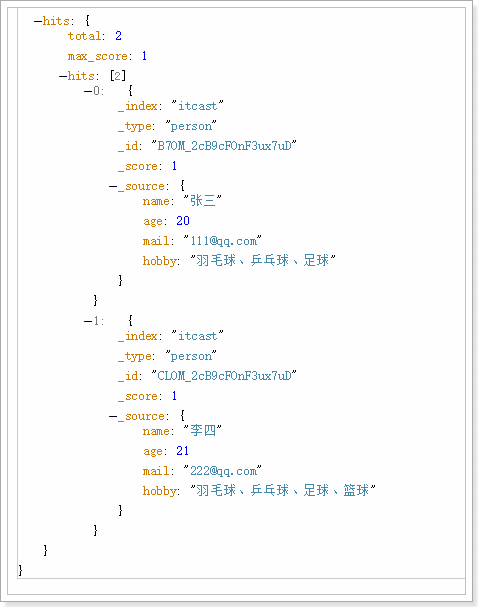 —hits: {
total: 2
max_score: 1
—hits: [2]
—0: {
_index: "itcast"
_type: "person"
_id: "B7OM_2cB9cFOnF3ux7uD"
_score: 1
—_source: {
name: "张三"
age: 20
mail: "111@qq.com"
hobby: "羽毛球、乒乓球、足球"
}
}
—1: {
_index: "itcast"
_type: "person"
_id: "CLOM_2cB9cFOnF3ux7uD"
_score: 1
—_source: {
name: "李四"
age: 21
mail: "222@qq.com"
hobby: "羽毛球、乒乓球、足球、篮球"
}
}
}
}